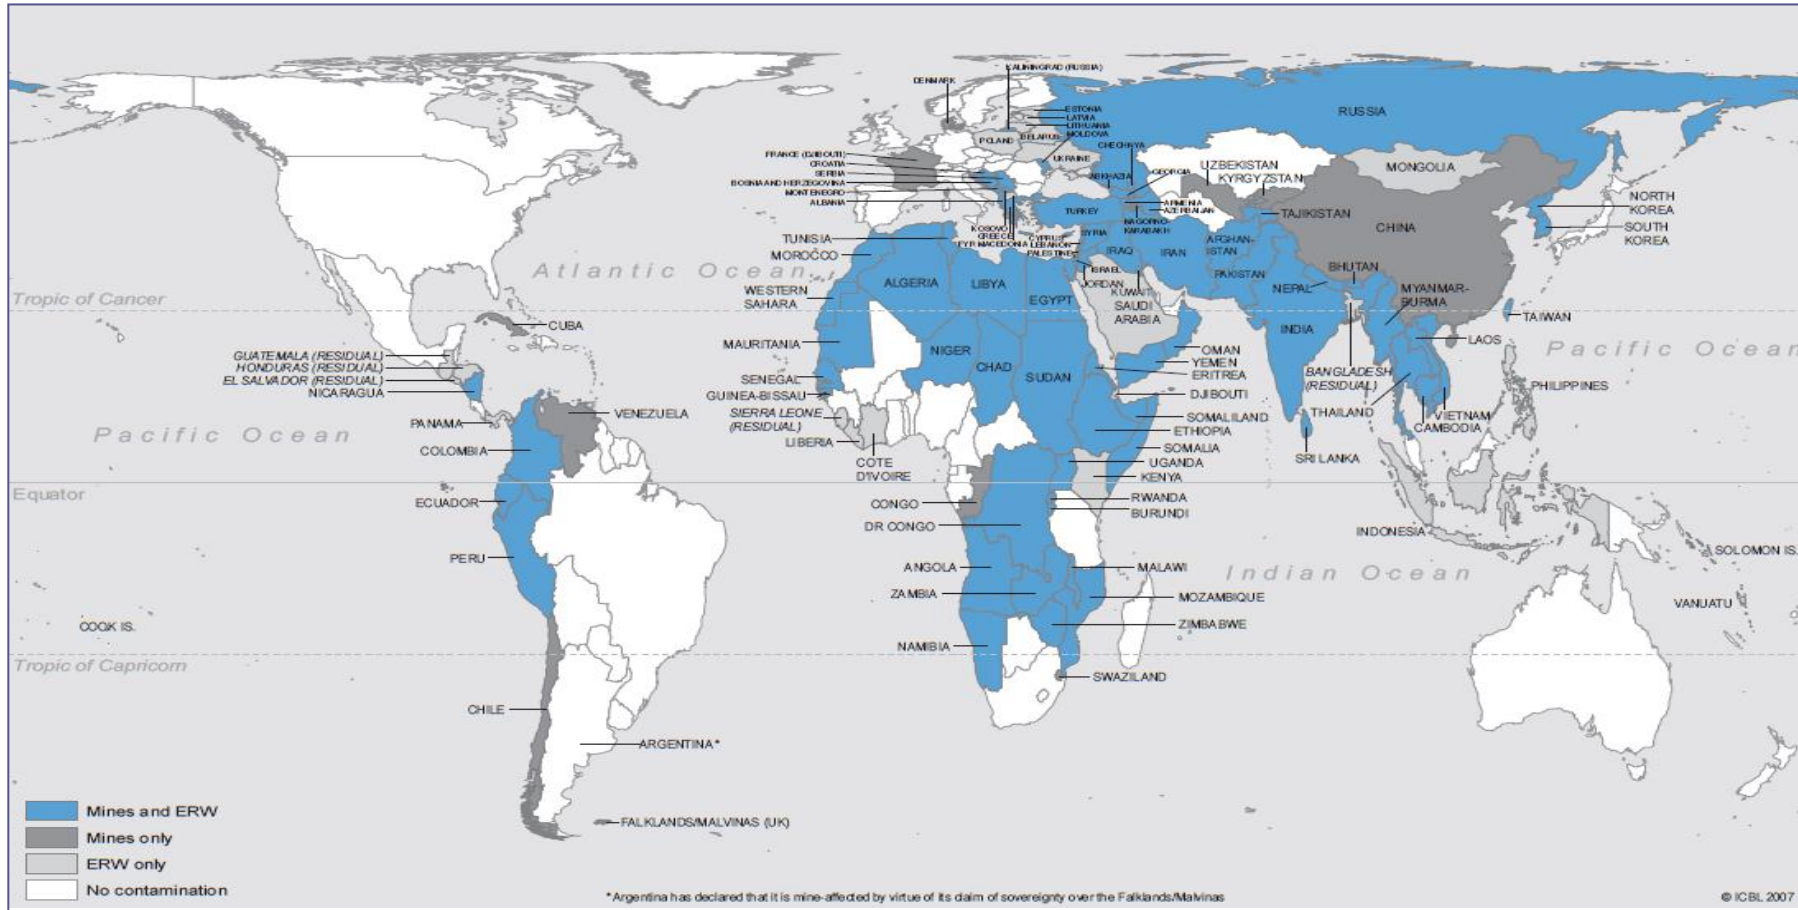 KALININGRAD (RUSSIA)
DENMARK
ESTONIA
LATVIA
LITHUANIA
MOLDOVA
POLAND
BELARUS
UKRAINE
CHECHNYA
RUSSIA
FRANCE (DJIBOUTI)
CROATIA
SERBIA
BOSNIA AND HERZEGOVINA
MONTENEGRO
ALBANIA
ABKHAZIA
GEORGIA
UZBEKISTAN
KYRGYZSTAN
MONGOLIA
ARMENIA
AZERBAIJAN
NAGORNO-
KARABAKH
TURKEY
TAJIKISTAN
CHINA
NORTH
KOREA
SOUTH
KOREA
KOSOVO
GREECE
FYR MACEDONIA
CYPRUS
LEBANON
PALESTINE
SYRIA
ISRAEL
JORDAN
IRAQ
IRAN
KUWAIT
AFGHAN-
ISTAN
PAKISTAN
SAUDI
ARABIA
NEPAL
BHUTAN
MYANMAR-
BURMA
INDIA
TUNISIA
MOROČCO
Atlantic Ocean
ALGERIA
LIBYA
EGYPT
WESTERN
SAHARA
Tropic of Cancer
CUBA
MAURITANIA
NIGER
CHAD
SUDAN
OMAN
YEMEN
ERITREA
DJIBOUTI
TAIWAN
LAOS
Pacific Ocean
BANGLADESH
(RESIDUAL)
PHILIPPINES
THAILAND
VIETNAM
CAMBODIA
SRI LANKA
GUATEMALA (RESIDUAL)
HONDURAS (RESIDUAL)
EL SALVADOR (RESIDUAL)
NICARAGUA
PANAMA
VENEZUELA
Pacific Ocean
COLOMBIA
SENEGAL
GUINEA-BISSAU
SIERRA LEONE
(RESIDUAL)
LIBERIA
COTE
D'IVOIRE
SOMALILAND
ETHIOPIA
SOMALIA
UGANDA
KENYA
Equator
ECUADOR
PERU
CONGO
DR CONGO
RWANDA
BURUNDI
INDONESIA
SOLOMON IS.
ANGOLA
ZAMBIA
MALAWI
MOZAMBIQUE
ZIMBABWE
Indian Ocean
VANUATU
COOK IS.
NAMIBIA
Tropic of Capricorn
SWAZILAND
CHILE
ARGENTINA*
FALKLANDS/MALVINAS (UK)
Mines and ERW
Mines only
ERW only
No contamination
*Argentina has declared that it is mine-affected by virtue of its claim of sovereignty over the Falklands/Malvinas
© ICBL 2007